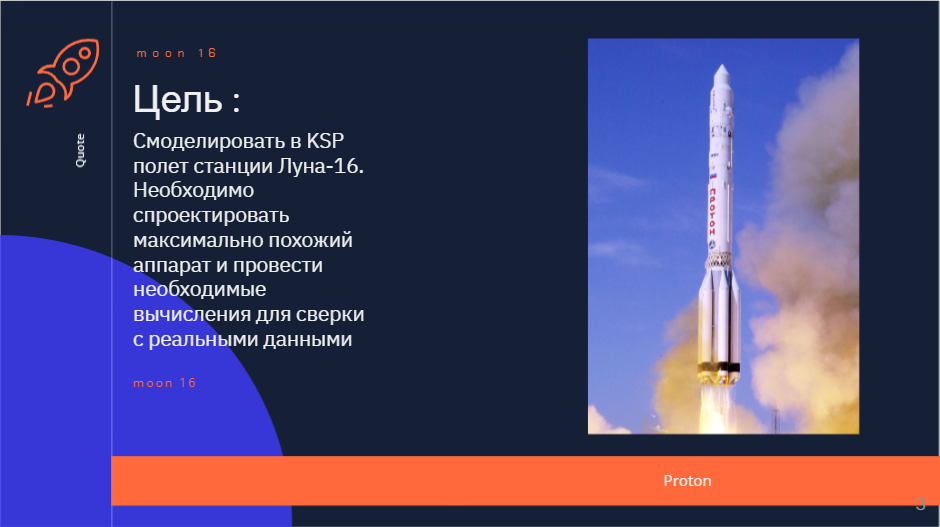 moon 16
Цель :
Смоделировать в KSP
полет станции Луна-16.
Необходимо
спроектировать
максимально похожий
аппарат и провести
необходимые
вычисления для сверки
с реальными данными
moon 16
Quote
ПРОТОН
Proton
3